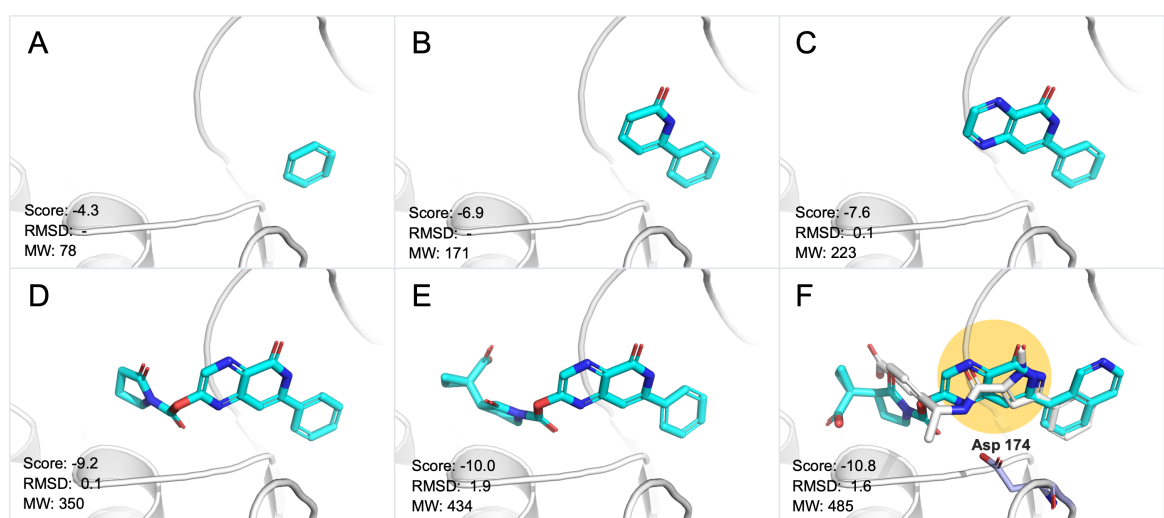 A
Score: -4.3
RMSD: -
MW: 78
B
Score: -6.9
RMSD: -
MW: 171
C
Score: -7.6
RMSD: 0.1
MW: 223
D
Score: -9.2
RMSD: 0.1
MW: 350
E
Score: -10.0
RMSD: 1.9
MW: 434
F
Asp 174
Score: -10.8
RMSD: 1.6
MW: 485